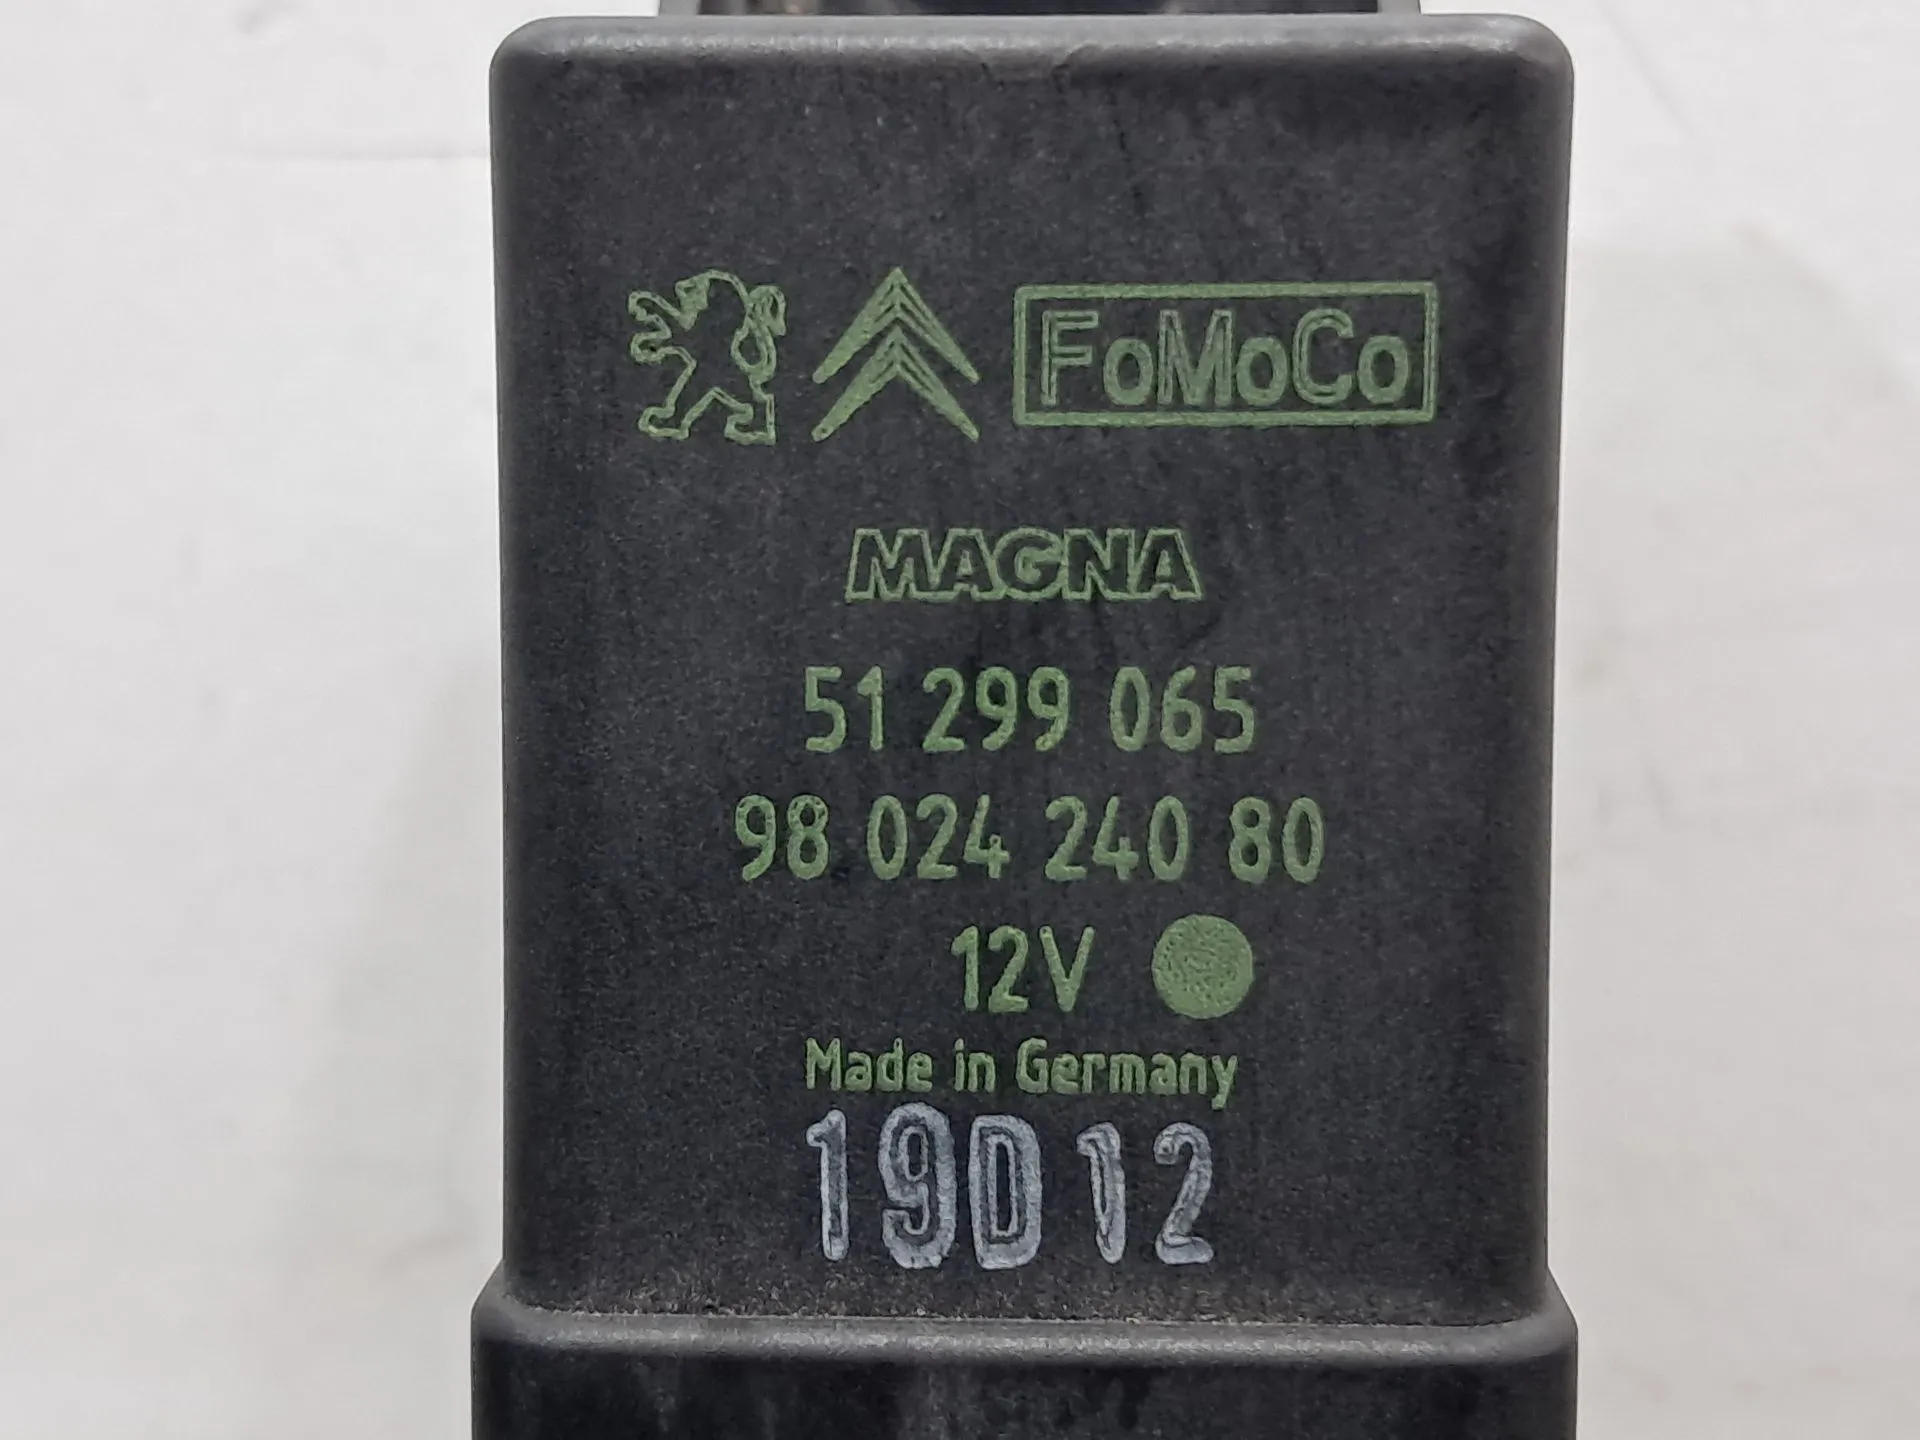 FoMoCo
MAGNA
51 299 065
98 024 240 80
12V
Made in Germany
19D12